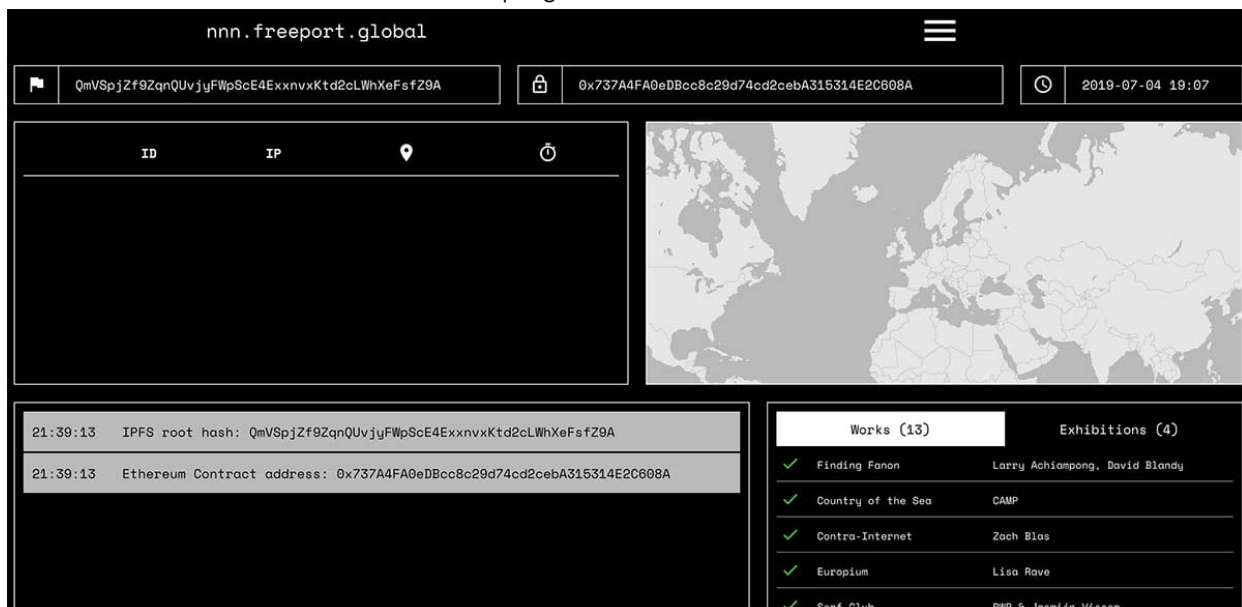 nnn.freeport.global
QmVSpjZf9ZqnQUvjyFWpScE4ExxnvxKtd2cLWhXeFsfZ9A
0x737A4FA0eDBcc8c29d74cd2cebA315314E2C608A
2019-07-04 19:07
ID IP
21:39:13 IPFS root hash: QmVSpjZf9ZqnQUvjyFWpScE4ExxnvxKtd2cLWhXeFsfZ9A
21:39:13 Ethereum Contract address: 0x737A4FA0eDBcc8c29d74cd2cebA315314E2C608A
Works (13) Exhibitions (4)
Finding Fanon Larry Achiampong, David Blandy
Country of the Sea CAMP
Contra-Internet Zach Blas
Europium Lisa Rave